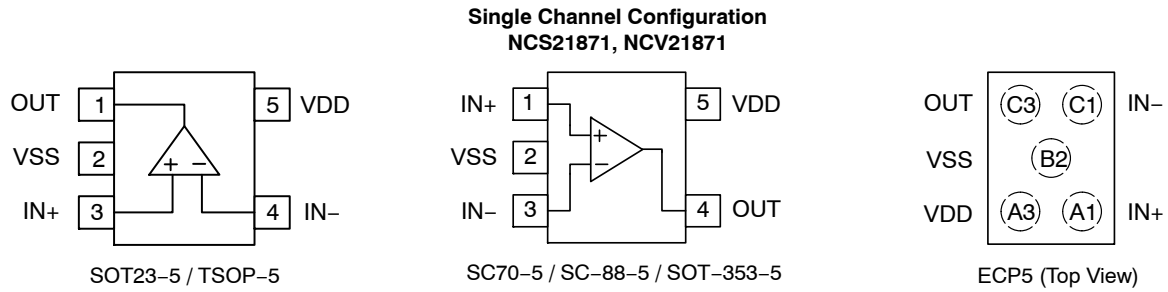 Single Channel Configuration
NCS21871, NCV21871
OUT 1 5 VDD
VSS 2
IN+ 3 4 IN−
+ −
SOT23−5 / TSOP−5
IN+ 1 5 VDD
+
VSS 2
−
IN− 3 4 OUT
SC70−5 / SC−88−5 / SOT−353−5
OUT C3 C1 IN−
VSS B2
VDD A3 A1 IN+
ECP5 (Top View)